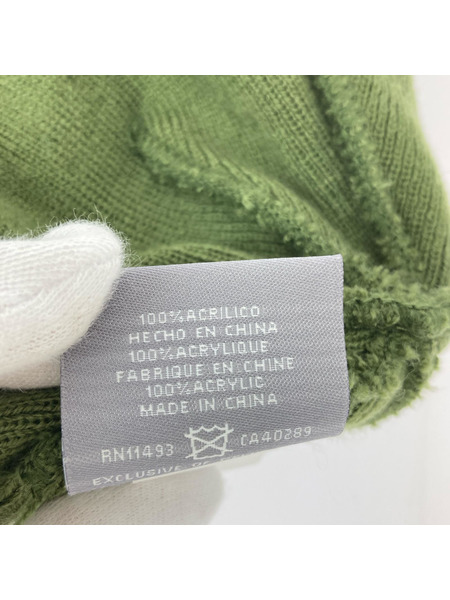 100%ACRILICO
HECHO EN CHINA
100%ACRYLIQUE
FABRIQUE EN CHINE
100%ACRYLIC
MADE IN CHINA
RN11493 CA40289
EXCLUSIVE